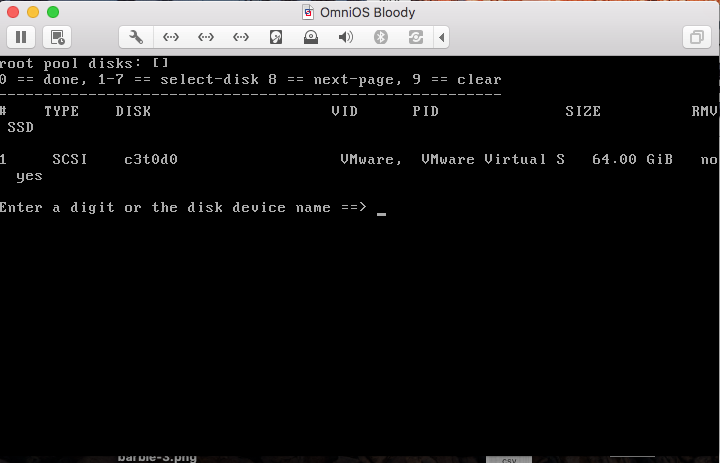 OmniOS Bloody
root pool disks: []
0 == done, 1-7 == select-disk 8 == next-page, 9 == clear
--------------------------------------------------------------
# TYPE DISK VID PID SIZE RMV
SSD
1 SCSI c3t0d0 VMware, VMware Virtual S 64.00 GiB no
yes
Enter a digit or the disk device name ==> _
barbie-3.png
CSV